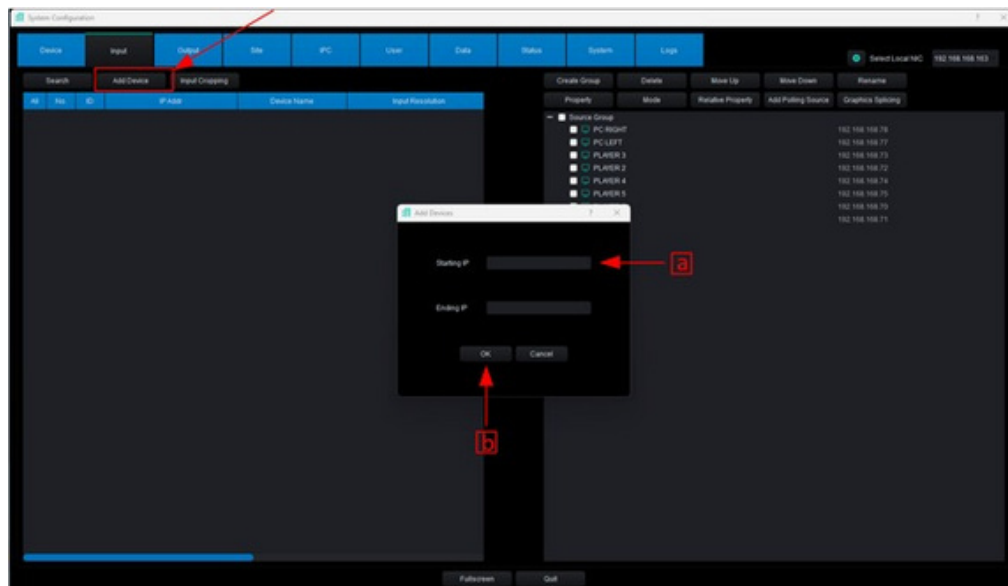 System Configuration ? ×
Device Input Output Site IPC User Data Status System Logs
Select Local NIC 192.168.168.163
Search Add Device Input Cropping
Create Group Delete Move Up Move Down Rename
All No. ID IP Addr Device Name Input Resolution
Property Mode Relative Property Add Polling Source Graphics Splicing
Source Group
PC-RIGHT 192.168.168.78
PC-LEFT 192.168.168.77
PLAYER 3 192.168.168.73
PLAYER 2 192.168.168.72
PLAYER 4 192.168.168.74
PLAYER 5 192.168.168.75
192.168.168.70
192.168.168.71
Add Devices ? ×
Starting IP
a
Ending IP
OK Cancel
b
Fullscreen Quit